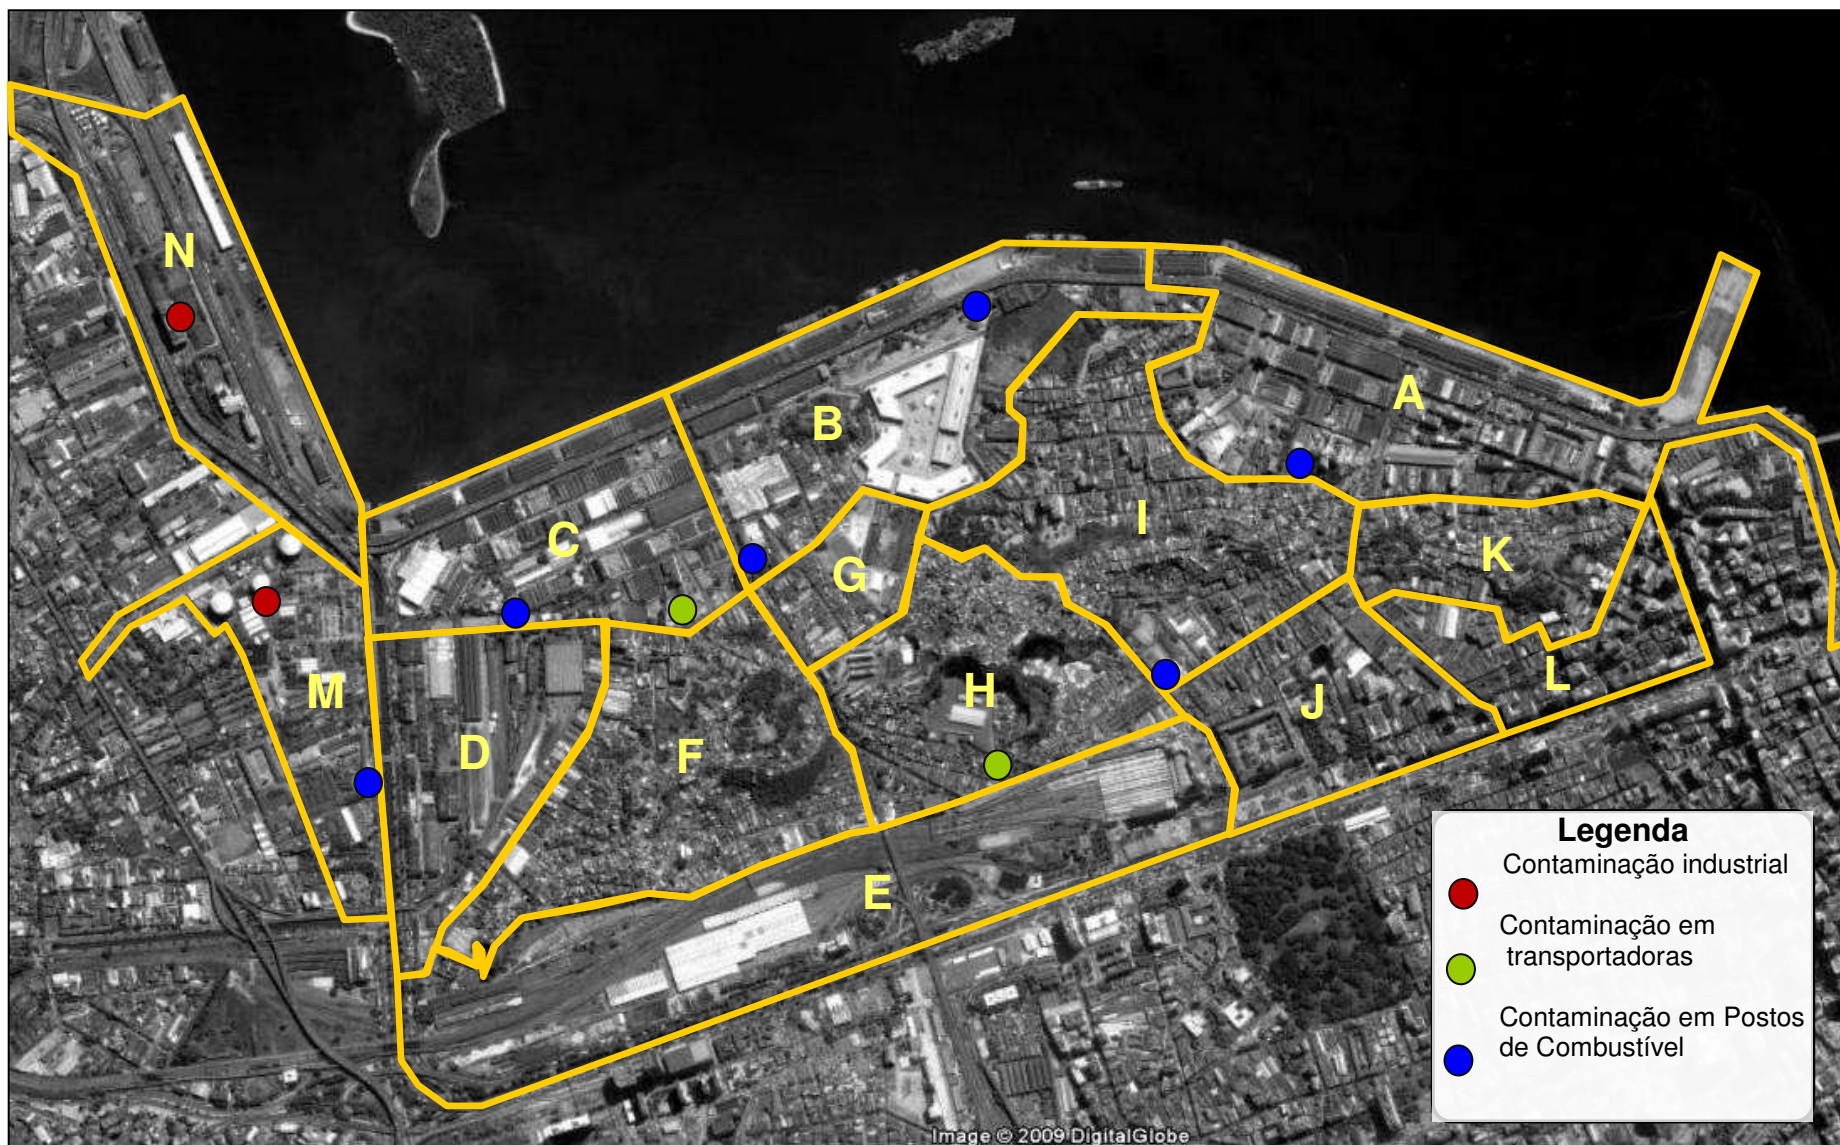 N
A
B
I
C
K
G
M
H
L
J
D
F
E
Legenda
Contaminação industrial
Contaminação em
transportadoras
Contaminação em Postos
de Combustível
Image © 2009 DigitalGlobe